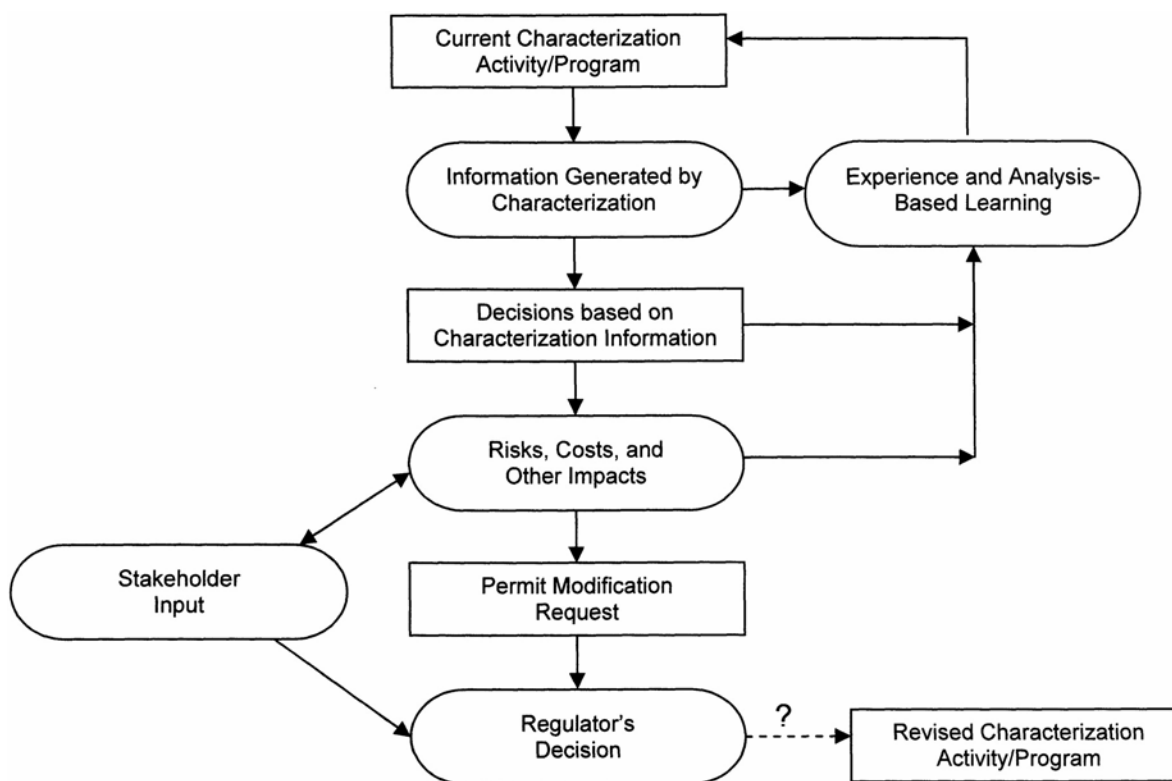 Current Characterization
Activity/Program
Information Generated by
Characterization
Experience and Analysis-
Based Learning
Decisions based on
Characterization Information
Risks, Costs, and
Other Impacts
Stakeholder
Input
Permit Modification
Request
Regulator's
Decision
?
Revised Characterization
Activity/Program